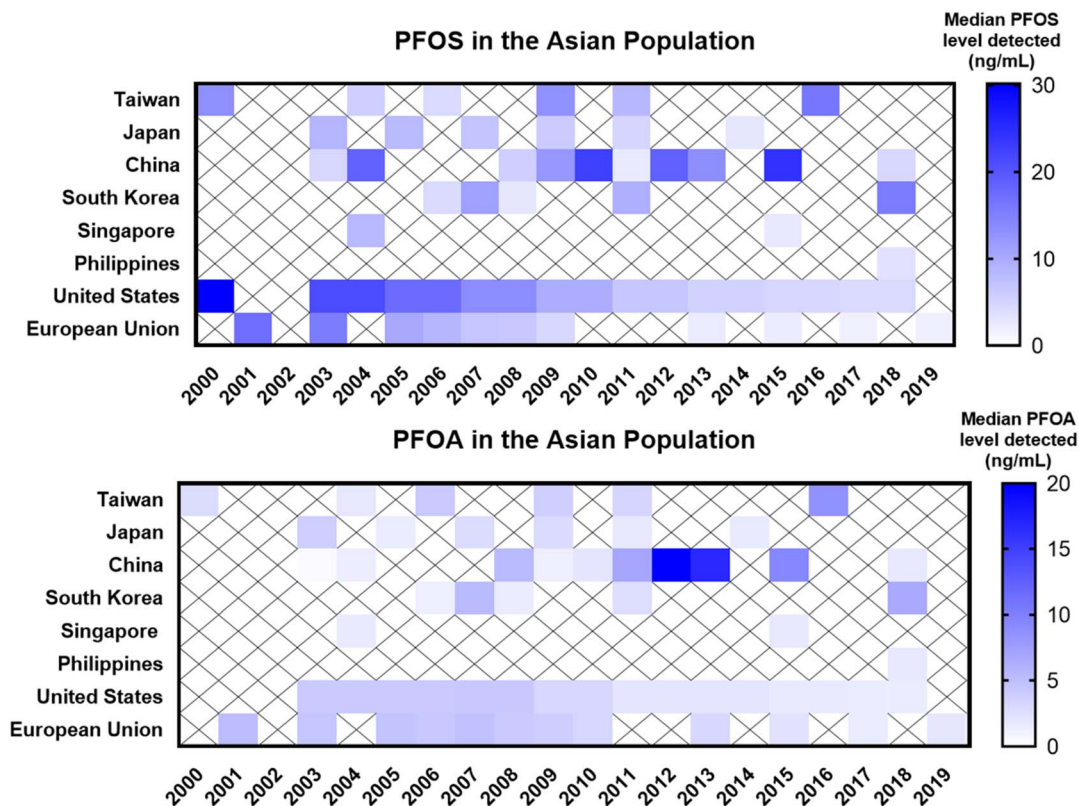 PFOS in the Asian Population
Median PFOS
level detected
(ng/mL)
Taiwan
Japan
China
South Korea
Singapore
Philippines
United States
European Union
30
20
10
0
2000 2001 2002 2003 2004 2005 2006 2007 2008 2009 2010 2011 2012 2013 2014 2015 2016 2017 2018 2019
PFOA in the Asian Population
Median PFOA
level detected
(ng/mL)
Taiwan
Japan
China
South Korea
Singapore
Philippines
United States
European Union
20
15
10
5
0
2000 2001 2002 2003 2004 2005 2006 2007 2008 2009 2010 2011 2012 2013 2014 2015 2016 2017 2018 2019